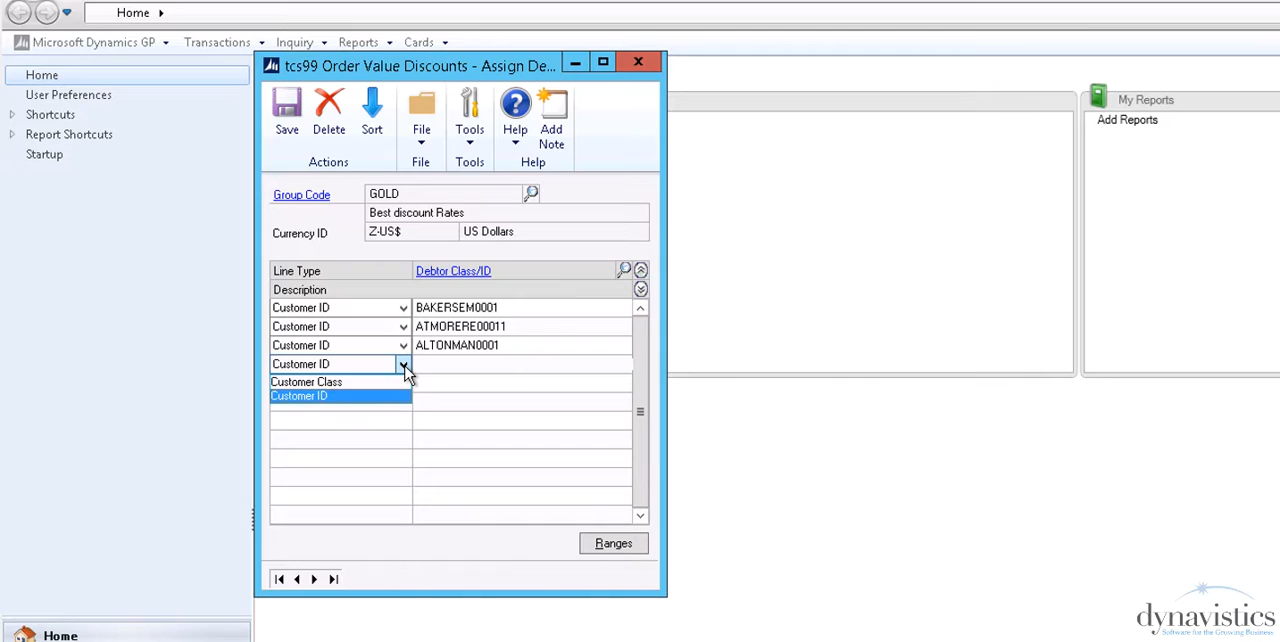 Home
Microsoft Dynamics GP Transactions Inquiry Reports Cards
Home
User Preferences
Shortcuts
Report Shortcuts
Startup
Home
tcs99 Order Value Discounts - Assign De...
Save Delete Sort File Tools Help Add Note
Actions File Tools Help
Group Code GOLD
Best discount Rates
Currency ID Z-US$ US Dollars
Line Type Debtor Class/ID
Description
Customer ID BAKERSEM0001
Customer ID ATMORERE00011
Customer ID ALTONMAN0001
Customer ID
Customer Class
Customer ID
Ranges
My Reports
Add Reports
dynavistics
Software for the Growing Business